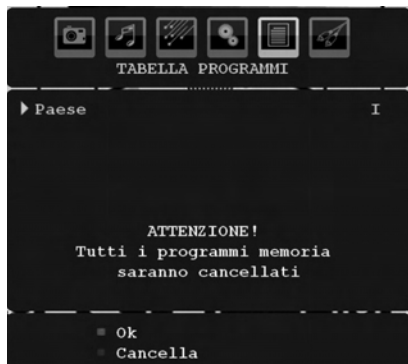 TABELLA PROGRAMMI
Paese I
ATTENZIONE!
Tutti i programmi memoria
saranno cancellati
Ok
Cancella